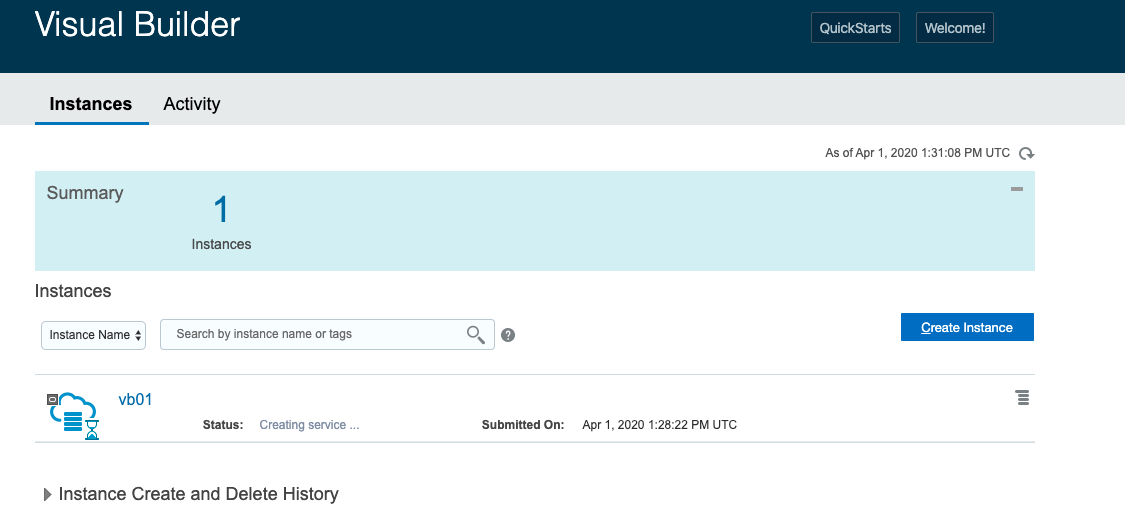 Visual Builder
QuickStarts
Welcome!
Instances
Activity
As of Apr 1, 2020 1:31:08 PM UTC
Summary
1
Instances
Instances
Instance Name
Search by instance name or tags
?
Create Instance
vb01
Status: Creating service ...
Submitted On: Apr 1, 2020 1:28:22 PM UTC
Instance Create and Delete History